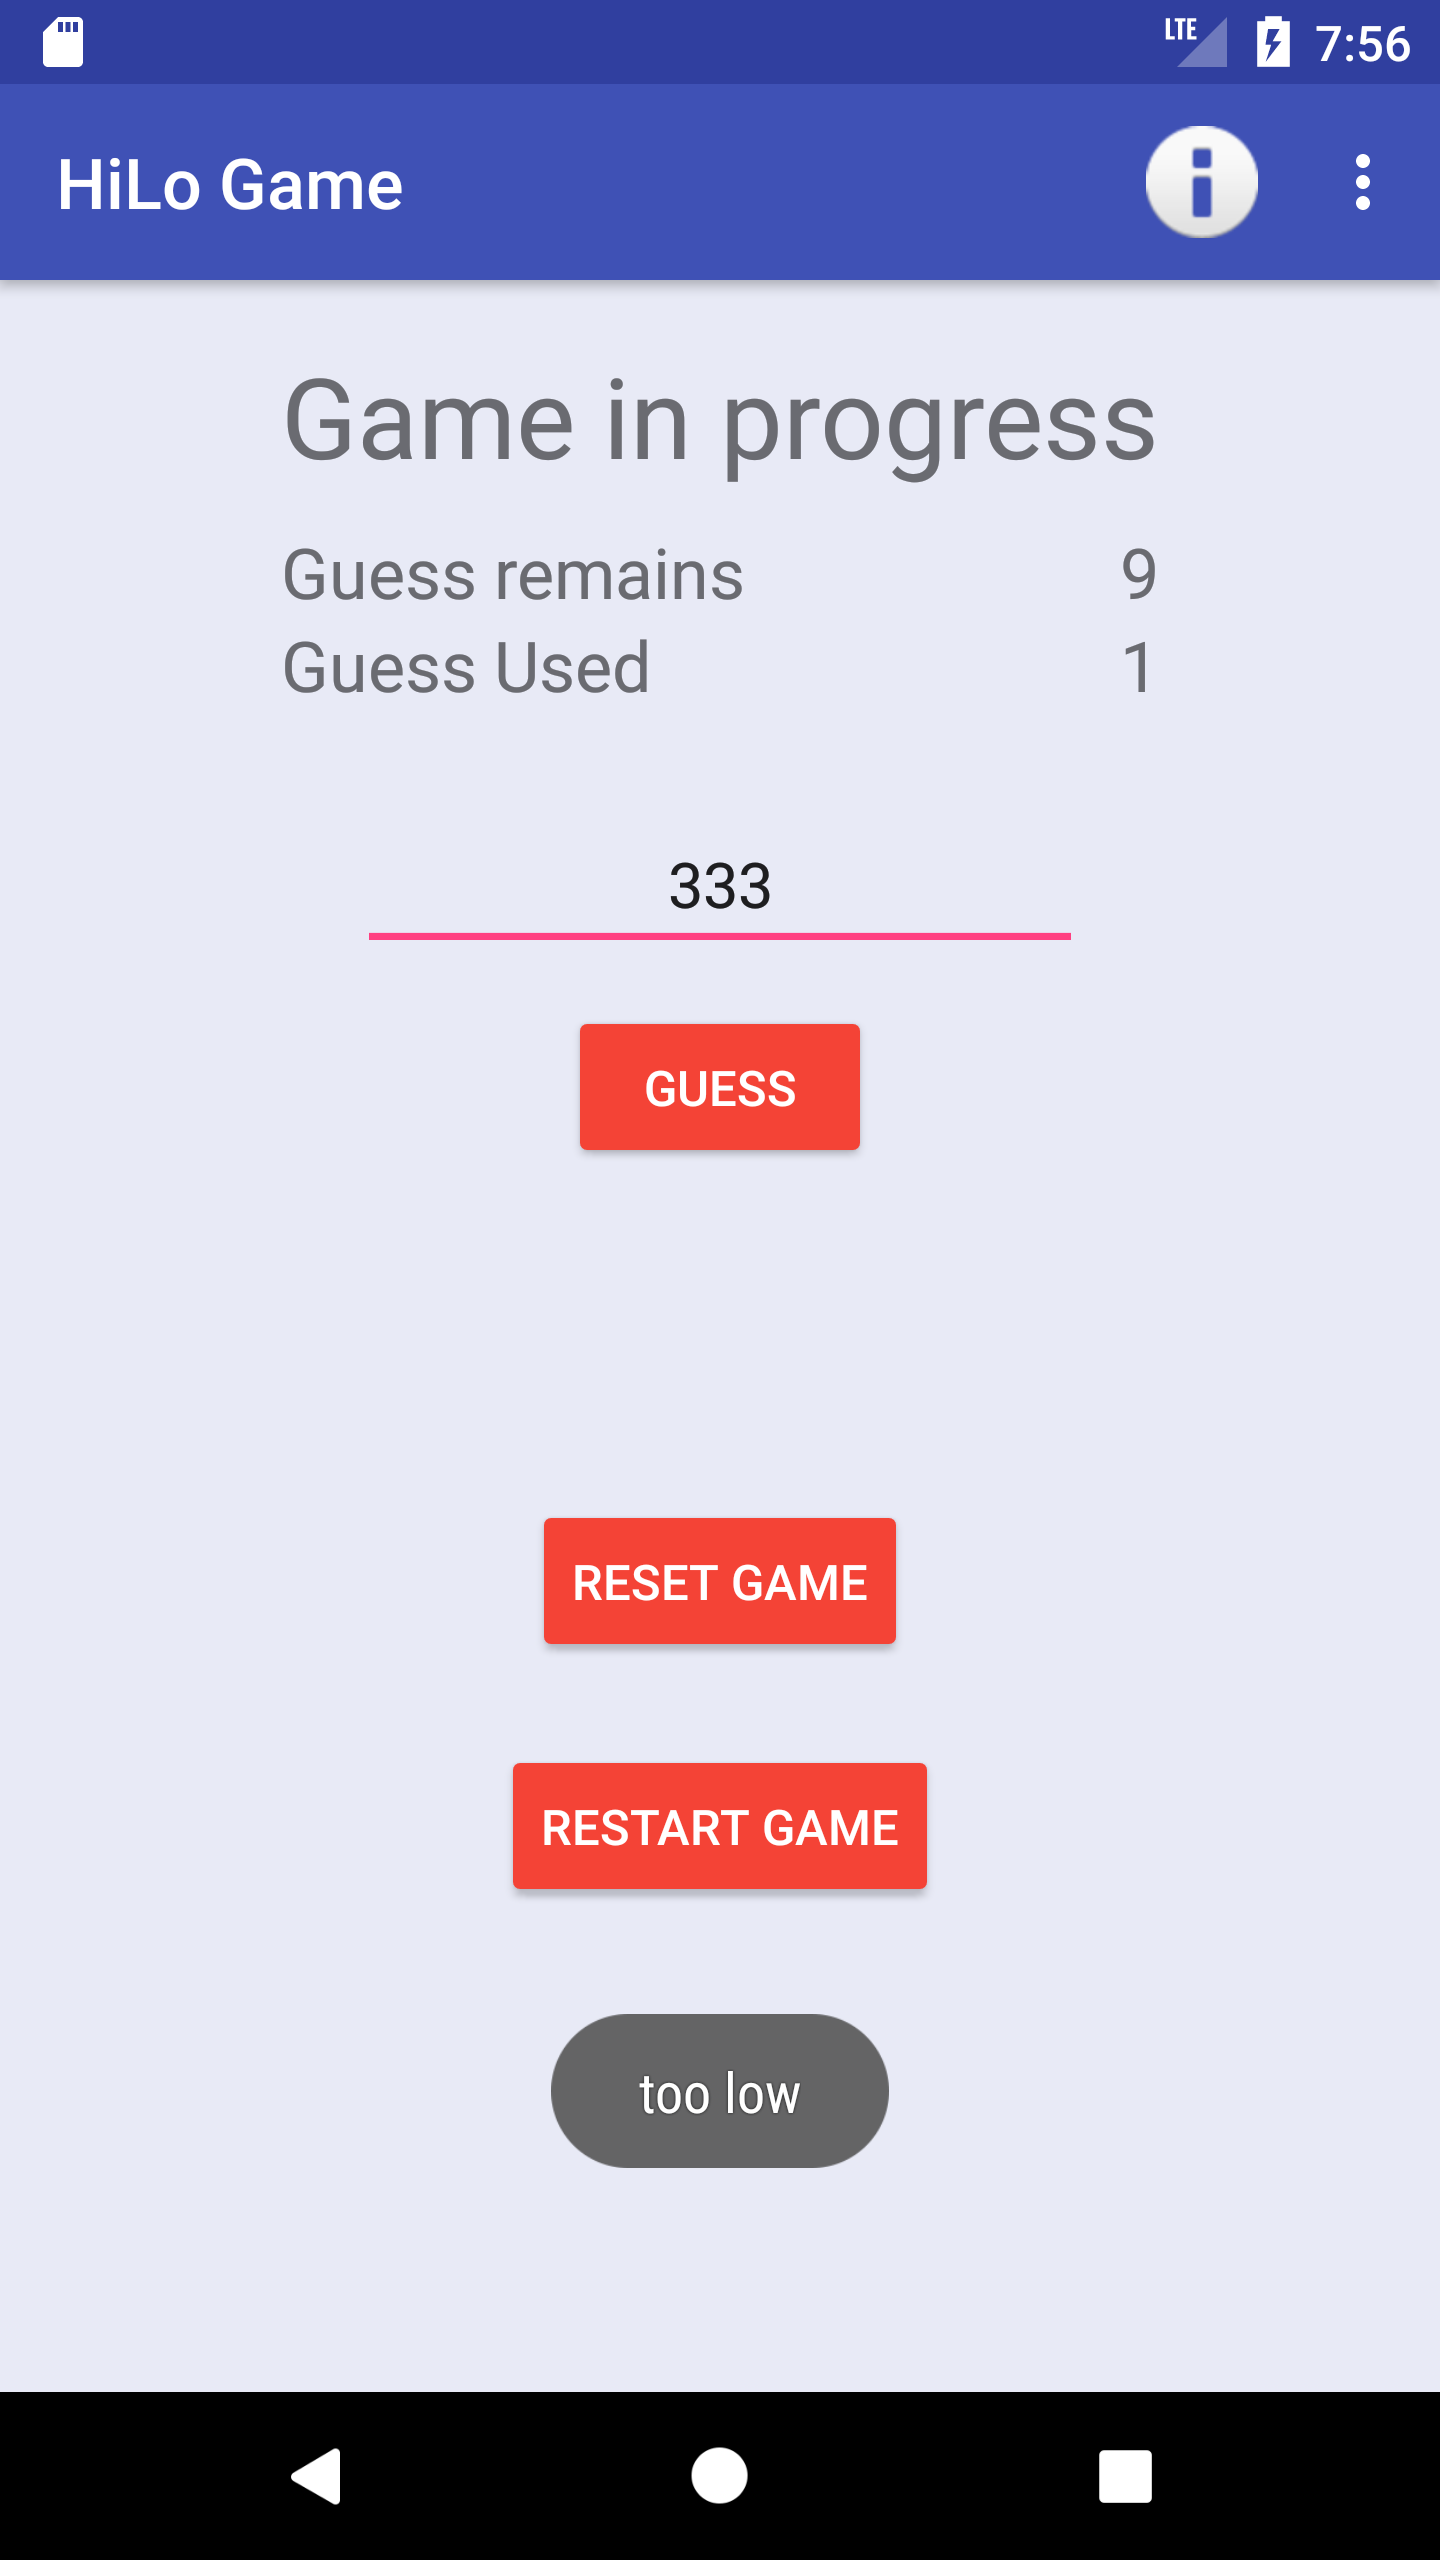 LTE 7:56
HiLo Game
Game in progress
Guess remains 9
Guess Used 1
333
GUESS
RESET GAME
RESTART GAME
too low